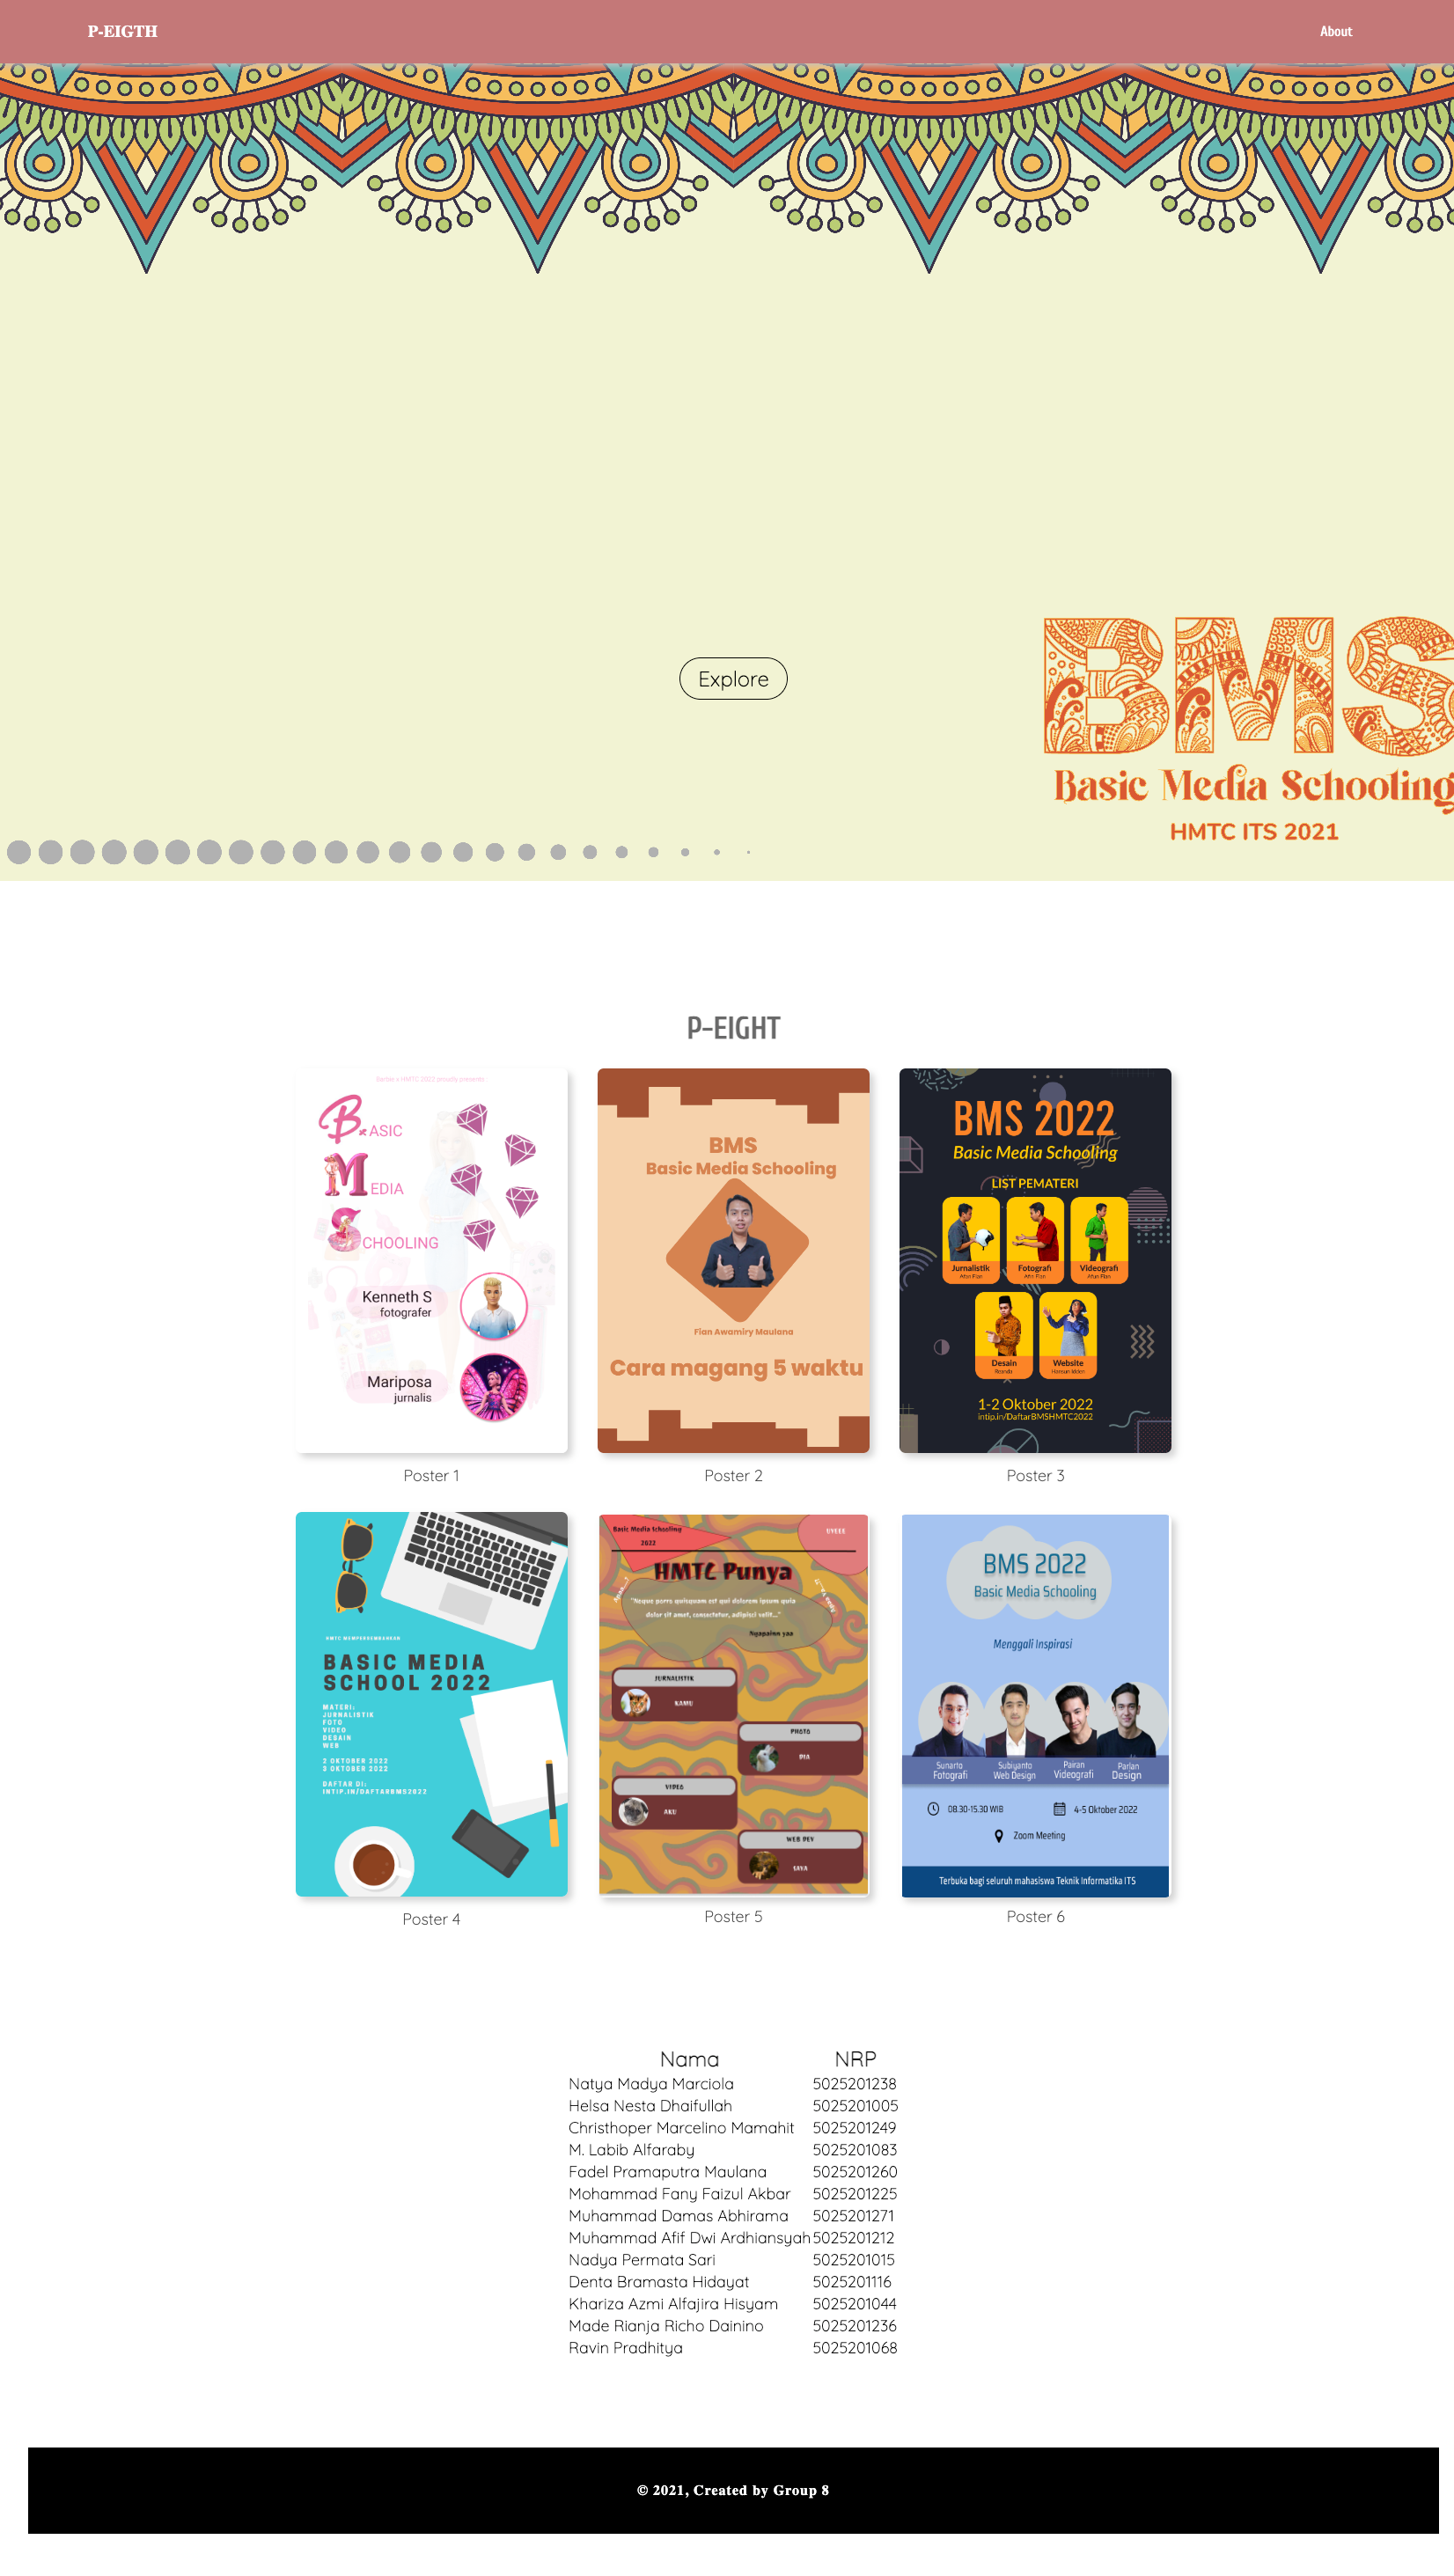 P-EIGTH
About
Explore
BMS
Basic Media Schooling
HMTC ITS 2021
P-EIGHT
Barbie x HMTC 2022 proudly presents:
BASIC
MEDIA
SCHOOLING
Kenneth S
fotografer
Mariposa
jurnalis
Poster 1
BMS
Basic Media Schooling
Fian Awamiry Maulana
Cara magang 5 waktu
Poster 2
BMS 2022
Basic Media Schooling
LIST PEMATERI
Jurnalistik
Fotografi
Videografi
Desain
Website
1-2 Oktober 2022
intip.in/DaftarBMSHMTC2022
Poster 3
HMTC MEMPERSEMBAHKAN
BASIC MEDIA
SCHOOL 2022
MATERI:
JURNALISTIK
FOTO
VIDEO
DESAIN
WEB
2 OKTOBER 2022
3 OKTOBER 2022
DAFTAR DI:
INTIP.IN/DAFTARBMS2022
Poster 4
Basic Media Schooling
2022
UYEEE
HMTC Punya
"Neque porro quisquam est qui dolorem ipsum quia
dolor sit amet, consectetur, adipisci velit..."
Ngapainn yaa
JURNALISTIK
KAMU
PHOTO
DIA
VIDEO
AKU
WEB DEV
SAYA
Poster 5
BMS 2022
Basic Media Schooling
Menggali Inspirasi
Sunarto
Fotografi
Subiyanto
Web Design
Pairan
Videografi
Parlan
Design
08.30-15.30 WIB
4-5 Oktober 2022
Zoom Meeting
Terbuka bagi seluruh mahasiswa Teknik Informatika ITS
Poster 6
Nama NRP
Natya Madya Marciola 5025201238
Helsa Nesta Dhaifullah 5025201005
Christhoper Marcelino Mamahit 5025201249
M. Labib Alfaraby 5025201083
Fadel Pramaputra Maulana 5025201260
Mohammad Fany Faizul Akbar 5025201225
Muhammad Damas Abhirama 5025201271
Muhammad Afif Dwi Ardhiansyah 5025201212
Nadya Permata Sari 5025201015
Denta Bramasta Hidayat 5025201116
Khariza Azmi Alfajira Hisyam 5025201044
Made Rianja Richo Dainino 5025201236
Ravin Pradhitya 5025201068
© 2021, Created by Group 8